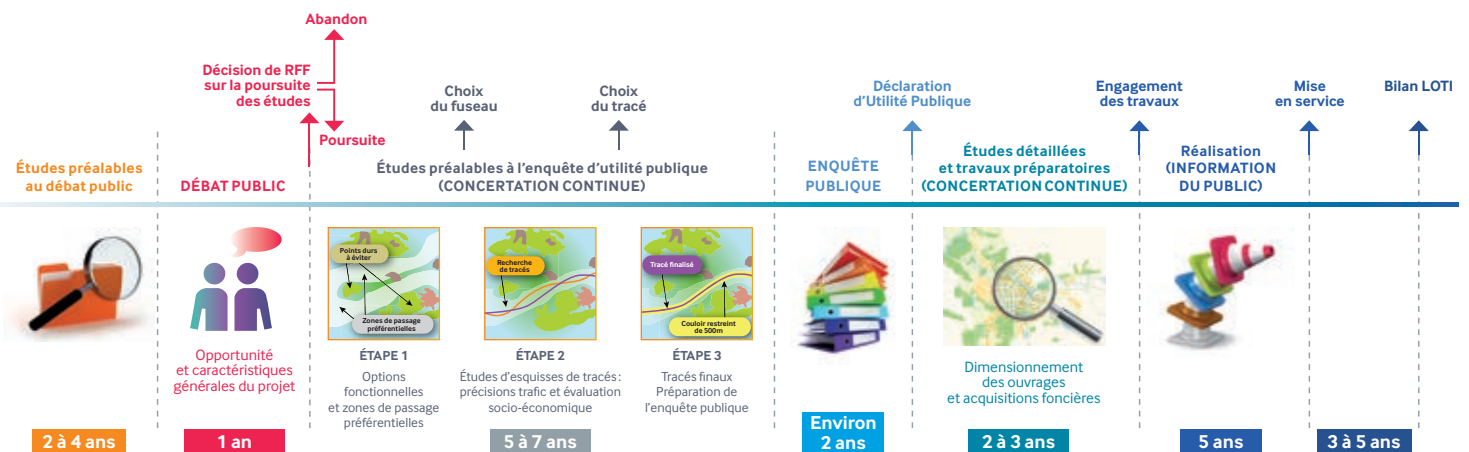 Abandon
Décision de RFF
sur la poursuite
des études
Poursuite
Choix
du fuseau
Choix
du tracé
Déclaration
d'Utilité Publique
Engagement
des travaux
Mise
en service
Bilan LOTI
Études préalables
au débat public
DÉBAT PUBLIC
Études préalables à l'enquête d'utilité publique
(CONCERTATION CONTINUE)
ENQUÊTE
PUBLIQUE
Études détaillées
et travaux préparatoires
(CONCERTATION CONTINUE)
Réalisation
(INFORMATION
DU PUBLIC)
Points durs
à éviter
Zones de passage
préférentielles
Recherche
de tracés
Tracé finalisé
Couloir restreint
de 500m
Opportunité
et caractéristiques
générales du projet
ÉTAPE 1
Options
fonctionnelles
et zones de passage
préférentielles
ÉTAPE 2
Études d'esquisses de tracés :
précisions trafic et évaluation
socio-économique
ÉTAPE 3
Tracés finaux
Préparation de
l'enquête publique
Dimensionnement
des ouvrages
et acquisitions foncières
2 à 4 ans
1 an
5 à 7 ans
Environ
2 ans
2 à 3 ans
5 ans
3 à 5 ans